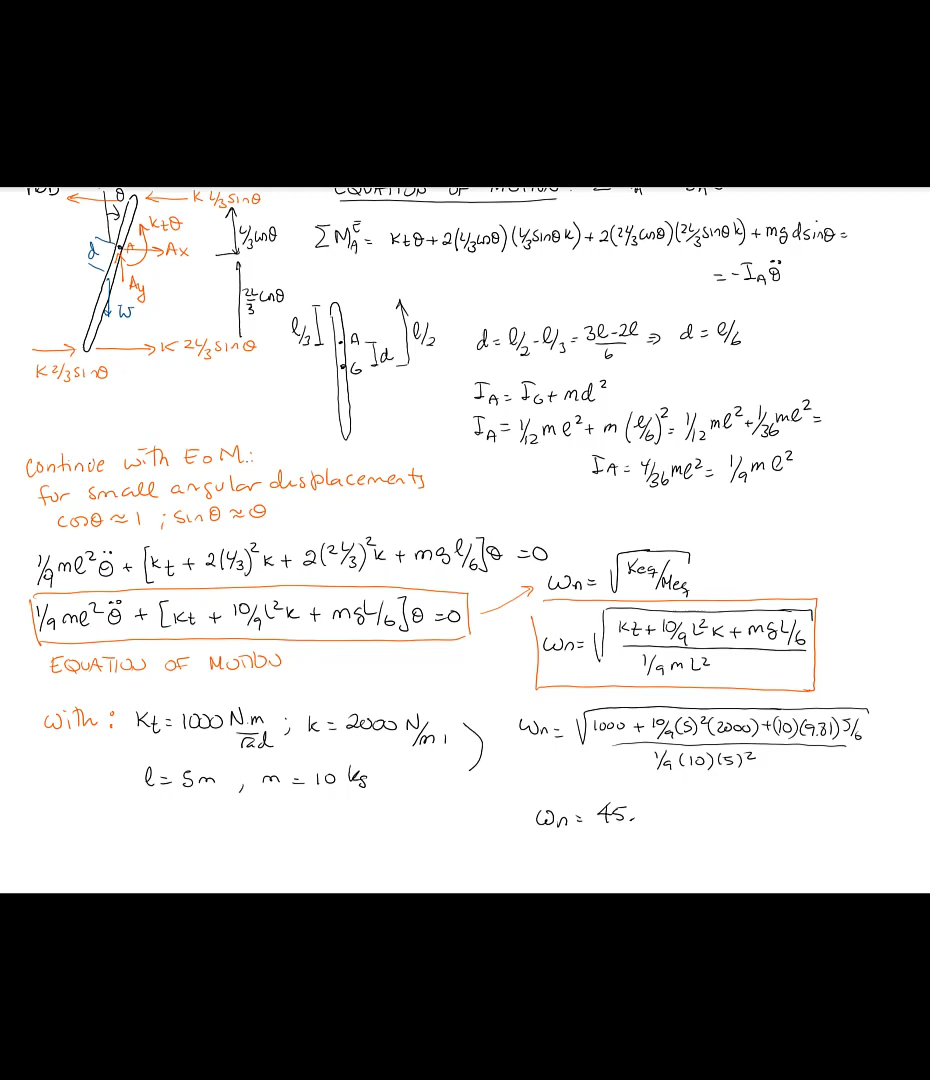 EQUATION OF MOTION:
θ
K L/3 sinθ
Ktθ
d
A
Ax
Ay
W
K 2L/3 sinθ
K 2/3 sinθ
L/3 cosθ
2L/3 cosθ
ΣM_A = Ktθ + 2(L/3 cosθ)(L/3 sinθ k) + 2(2L/3 cosθ)(2L/3 sinθ k) + mg d sinθ =
= -I_A θ̈
l/3
A
G
d
l/2
d = l/2 - l/3 = (3l-2l)/6 ⇒ d = l/6
I_A = I_G + md²
I_A = 1/12 ml² + m (l/6)² = 1/12 ml² + 1/36 ml² =
I_A = 4/36 ml² = 1/9 ml²
Continue with EoM.:
for small angular displacements
cosθ ≈ 1 ; sinθ ≈ θ
1/9 ml² θ̈ + [kt + 2(L/3)² k + 2(2L/3)² k + mg l/6] θ = 0
1/9 ml² θ̈ + [Kt + 10/9 L² k + mg L/6] θ = 0
EQUATION OF MOTION
ωn = √(Keq/Meq)
ωn = √((Kt + 10/9 L² K + mg L/6) / (1/9 m L²))
With: Kt = 1000 N.m/rad ; k = 2000 N/m ,
l = 5m , m = 10 kg
ωn = √((1000 + 10/9 (5)² (2000) + (10)(9.81) 5/6) / (1/9 (10)(5)²))
ωn = 45.